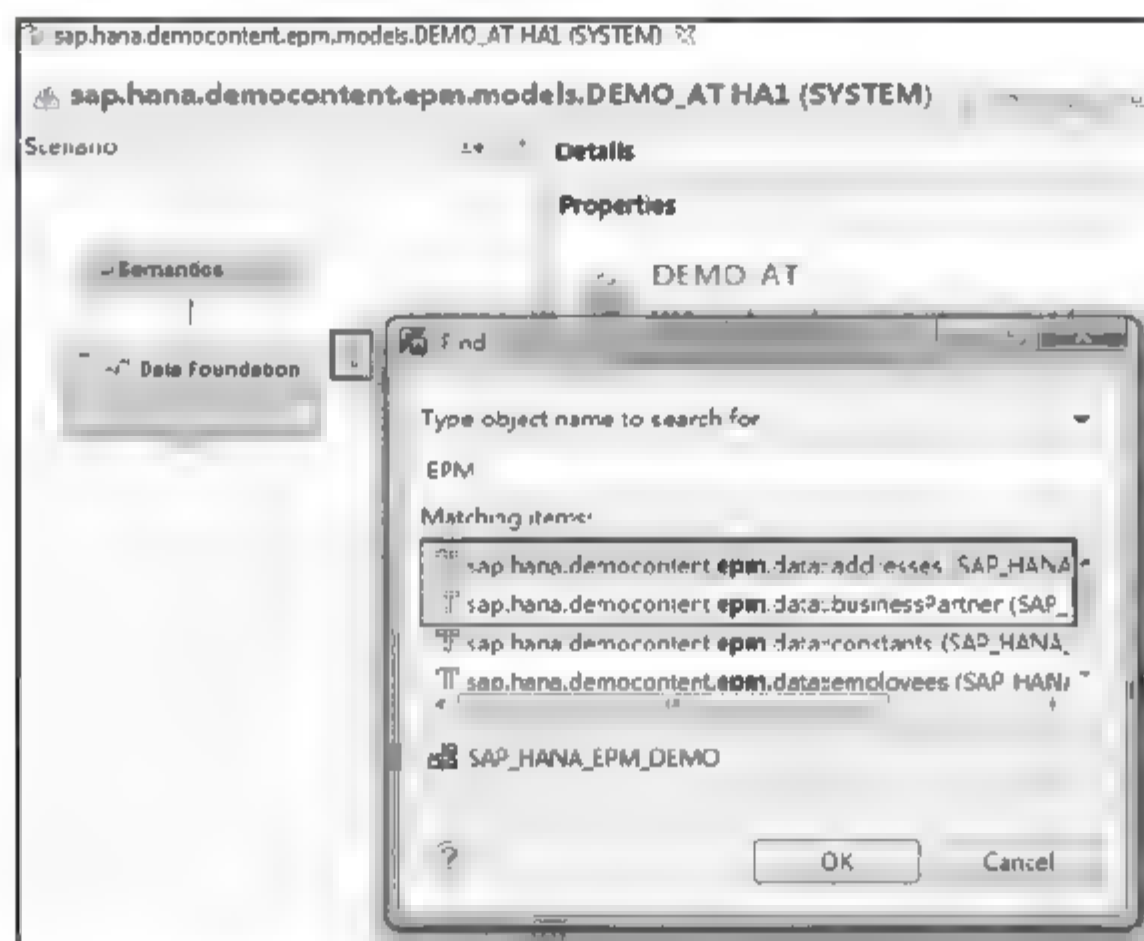 sap.hana.democontent.epm.models.DEMO_AT HA1 (SYSTEM)
sap.hana.democontent.epm.models.DEMO_AT HA1 (SYSTEM)
Scenario
Details
Properties
Semantics
DEMO_AT
Data Foundation
Find
Type object name to search for
EPM
Matching items:
sap.hana.democontent.epm.data::addresses SAP_HANA
sap.hana.democontent.epm.data::businessPartner (SAP_
sap.hana.democontent.epm.data::constants (SAP_HANA_
sap.hana.democontent.epm.data::employees (SAP_HANA
SAP_HANA_EPM_DEMO
?
OK Cancel